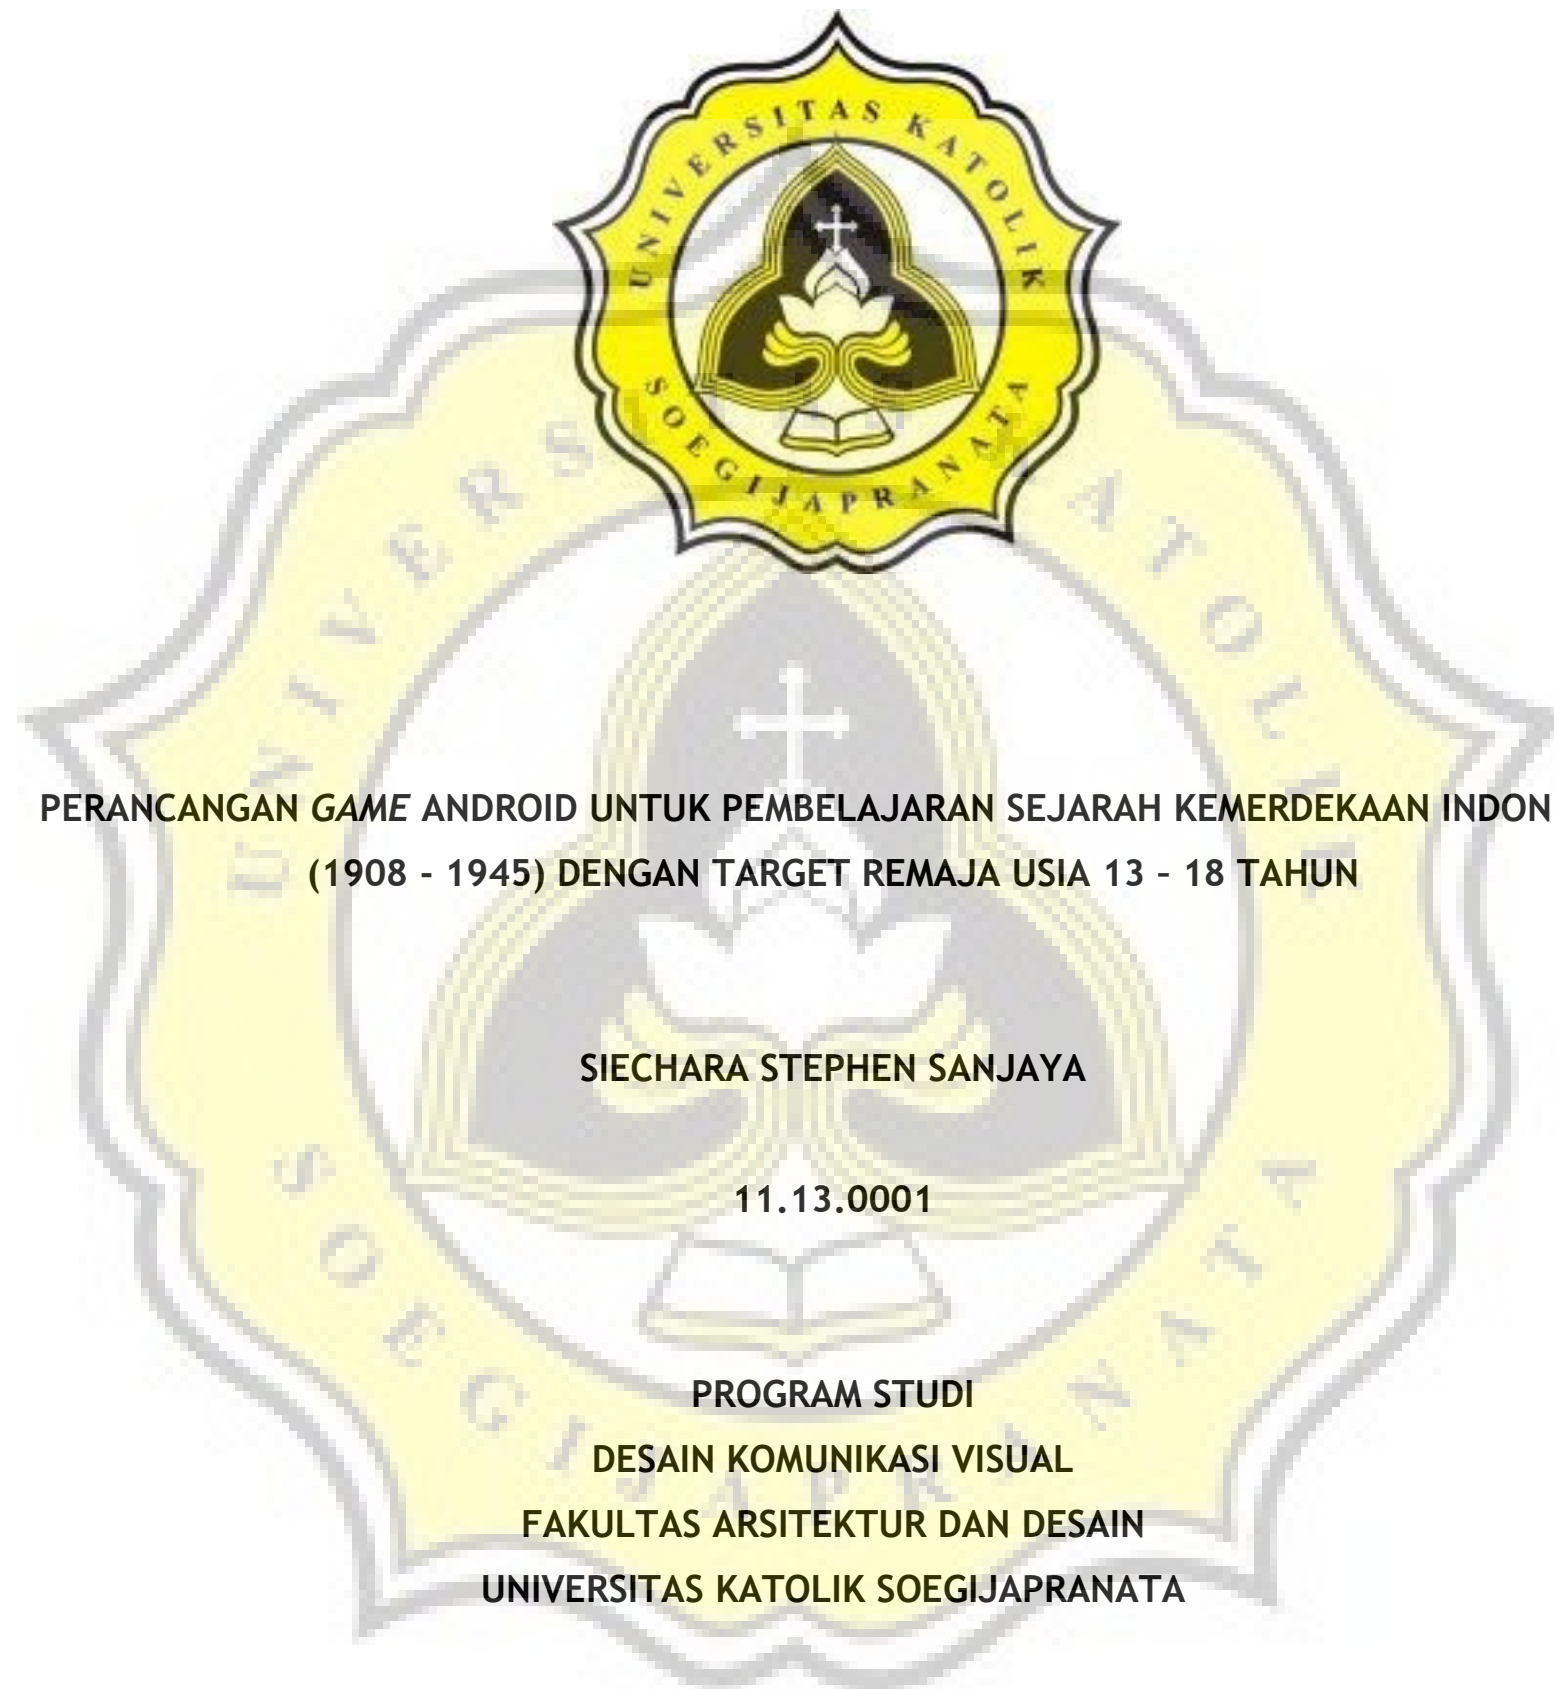 UNIVERSITAS KATOLIK
SOEGIJAPRANATA
PERANCANGAN GAME ANDROID UNTUK PEMBELAJARAN SEJARAH KEMERDEKAAN INDON
(1908 - 1945) DENGAN TARGET REMAJA USIA 13 – 18 TAHUN
SIECHARA STEPHEN SANJAYA
11.13.0001
PROGRAM STUDI
DESAIN KOMUNIKASI VISUAL
FAKULTAS ARSITEKTUR DAN DESAIN
UNIVERSITAS KATOLIK SOEGIJAPRANATA